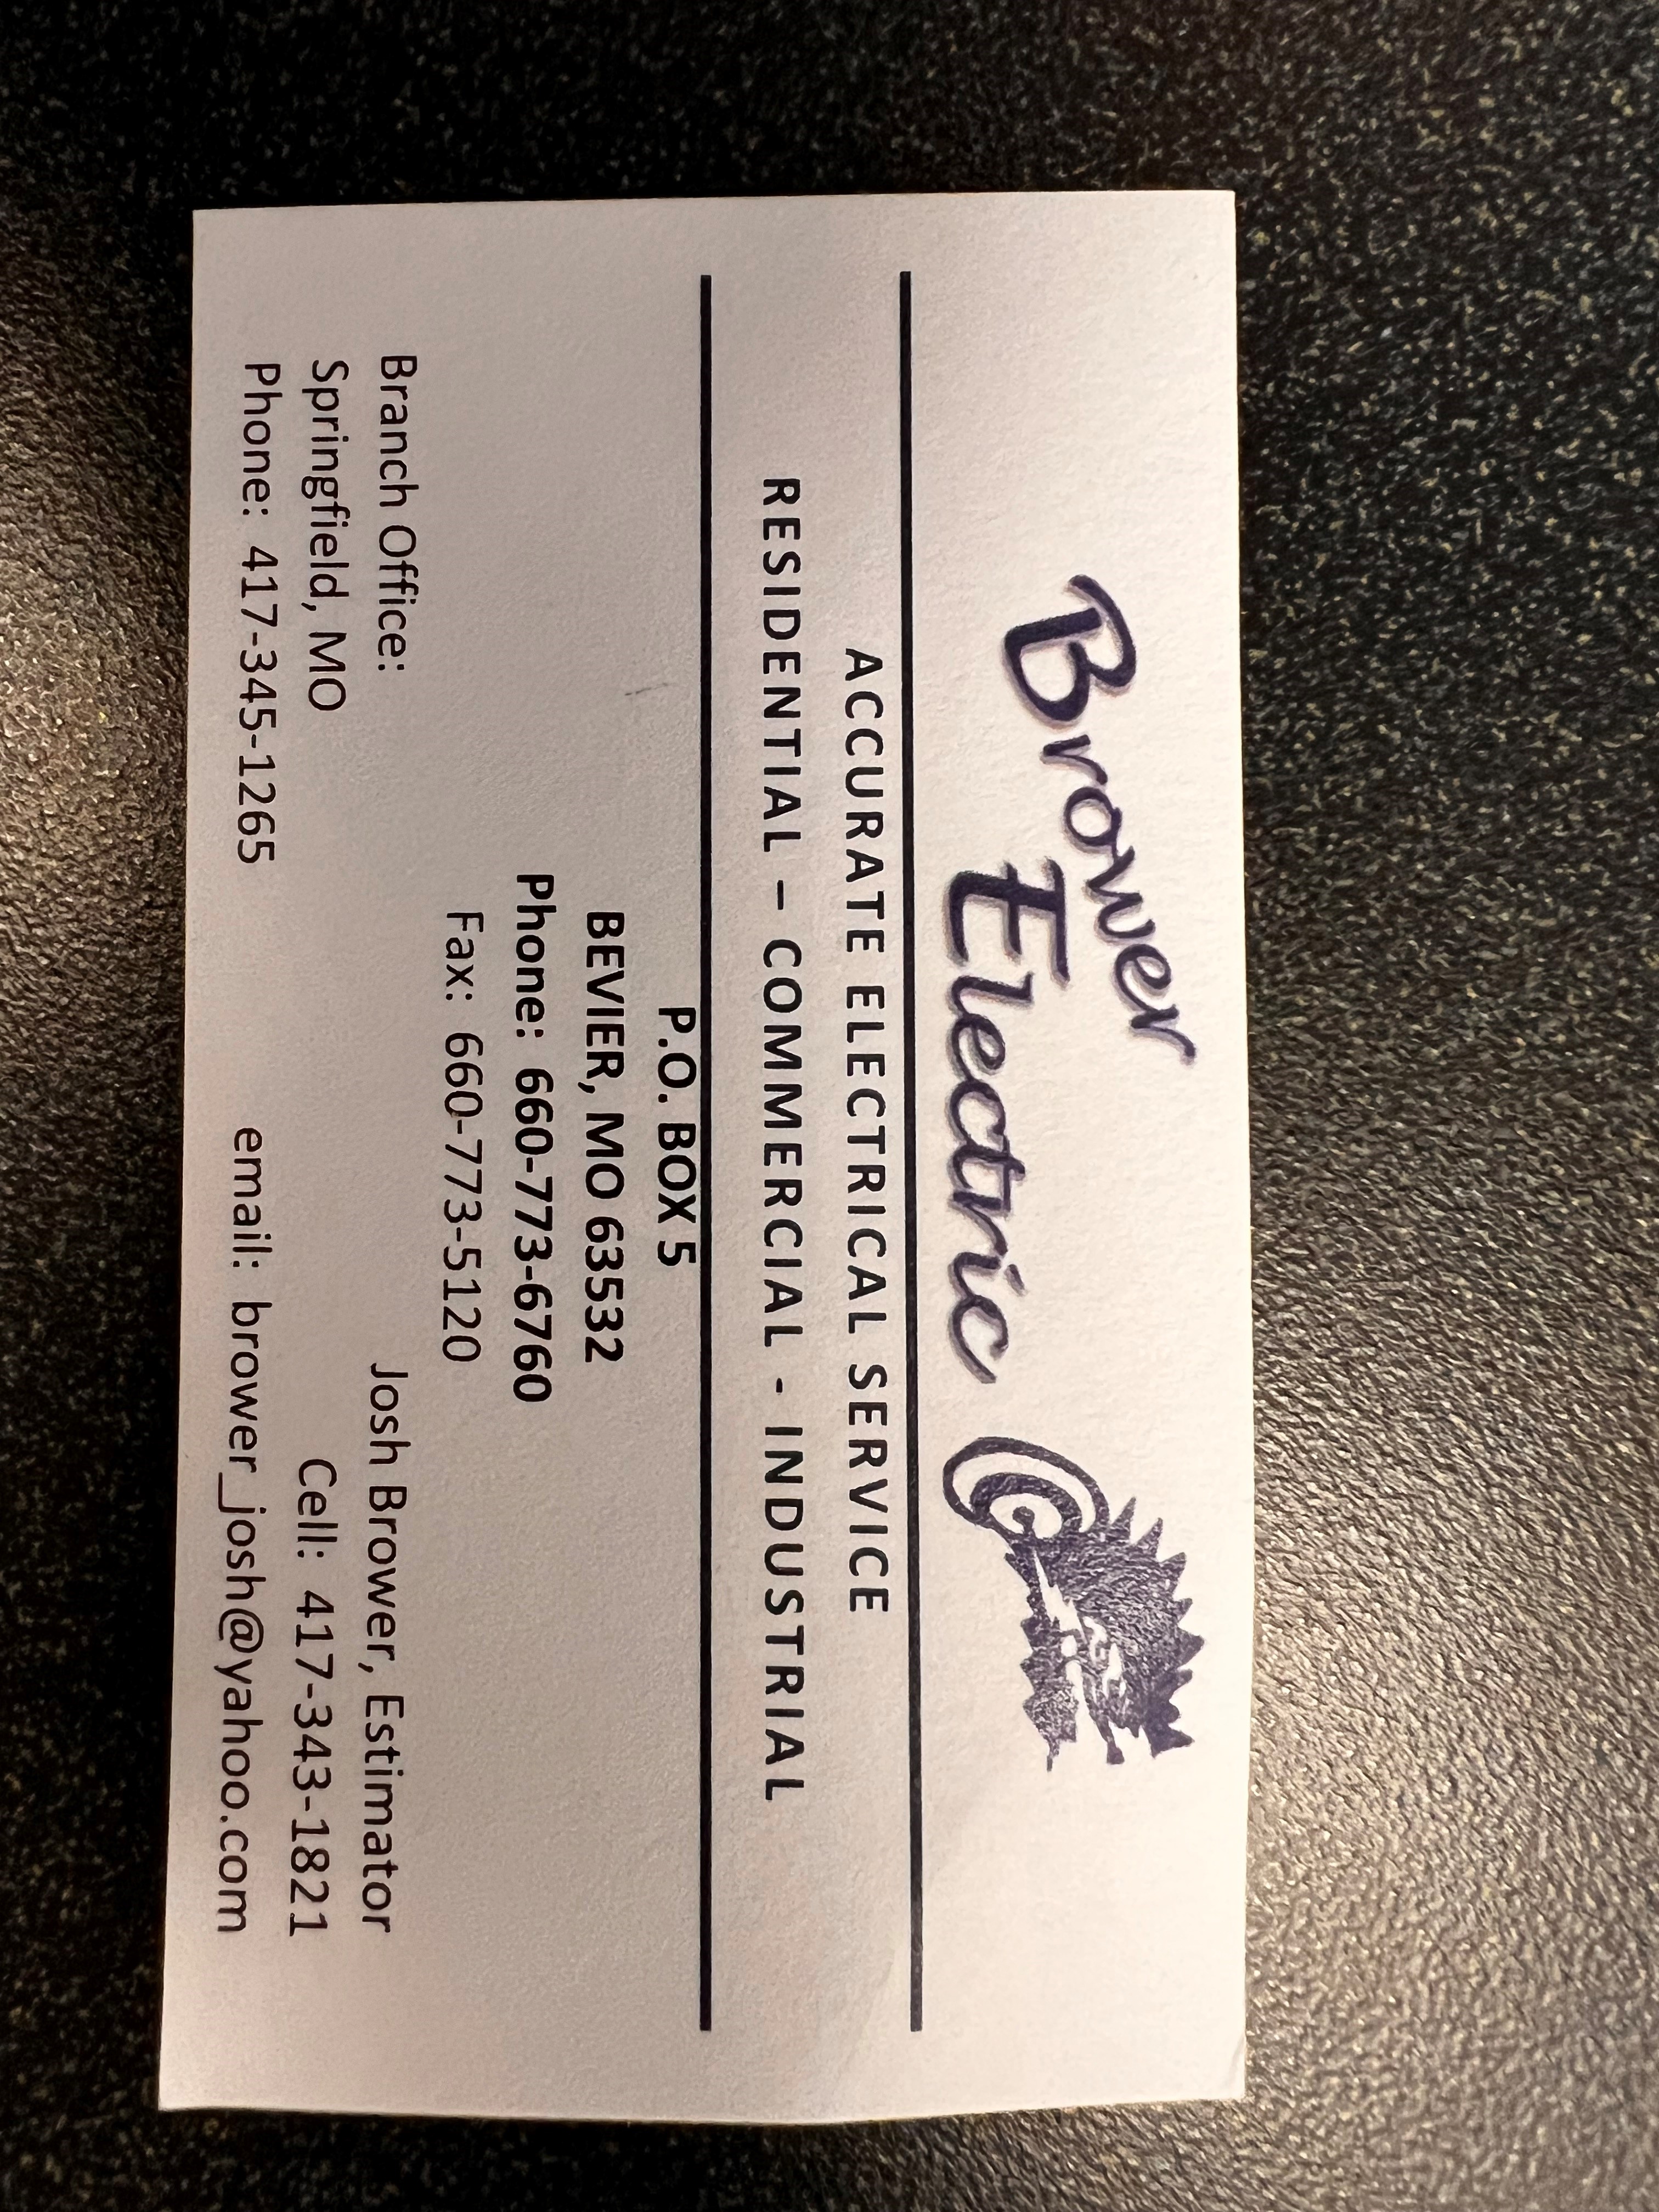 Brower
Electric
ACCURATE ELECTRICAL SERVICE
RESIDENTIAL – COMMERCIAL - INDUSTRIAL
P.O. BOX 5
BEVIER, MO 63532
Phone: 660-773-6760
Fax: 660-773-5120
Branch Office:
Springfield, MO
Phone: 417-345-1265
Josh Brower, Estimator
Cell: 417-343-1821
email: brower_josh@yahoo.com